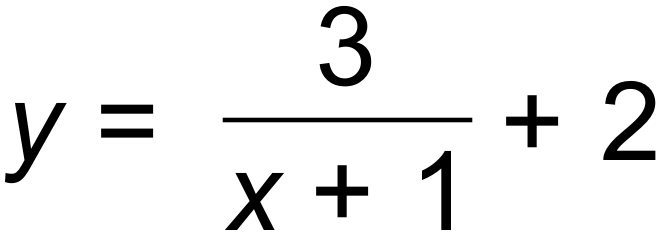 y = 3/(x + 1) + 2